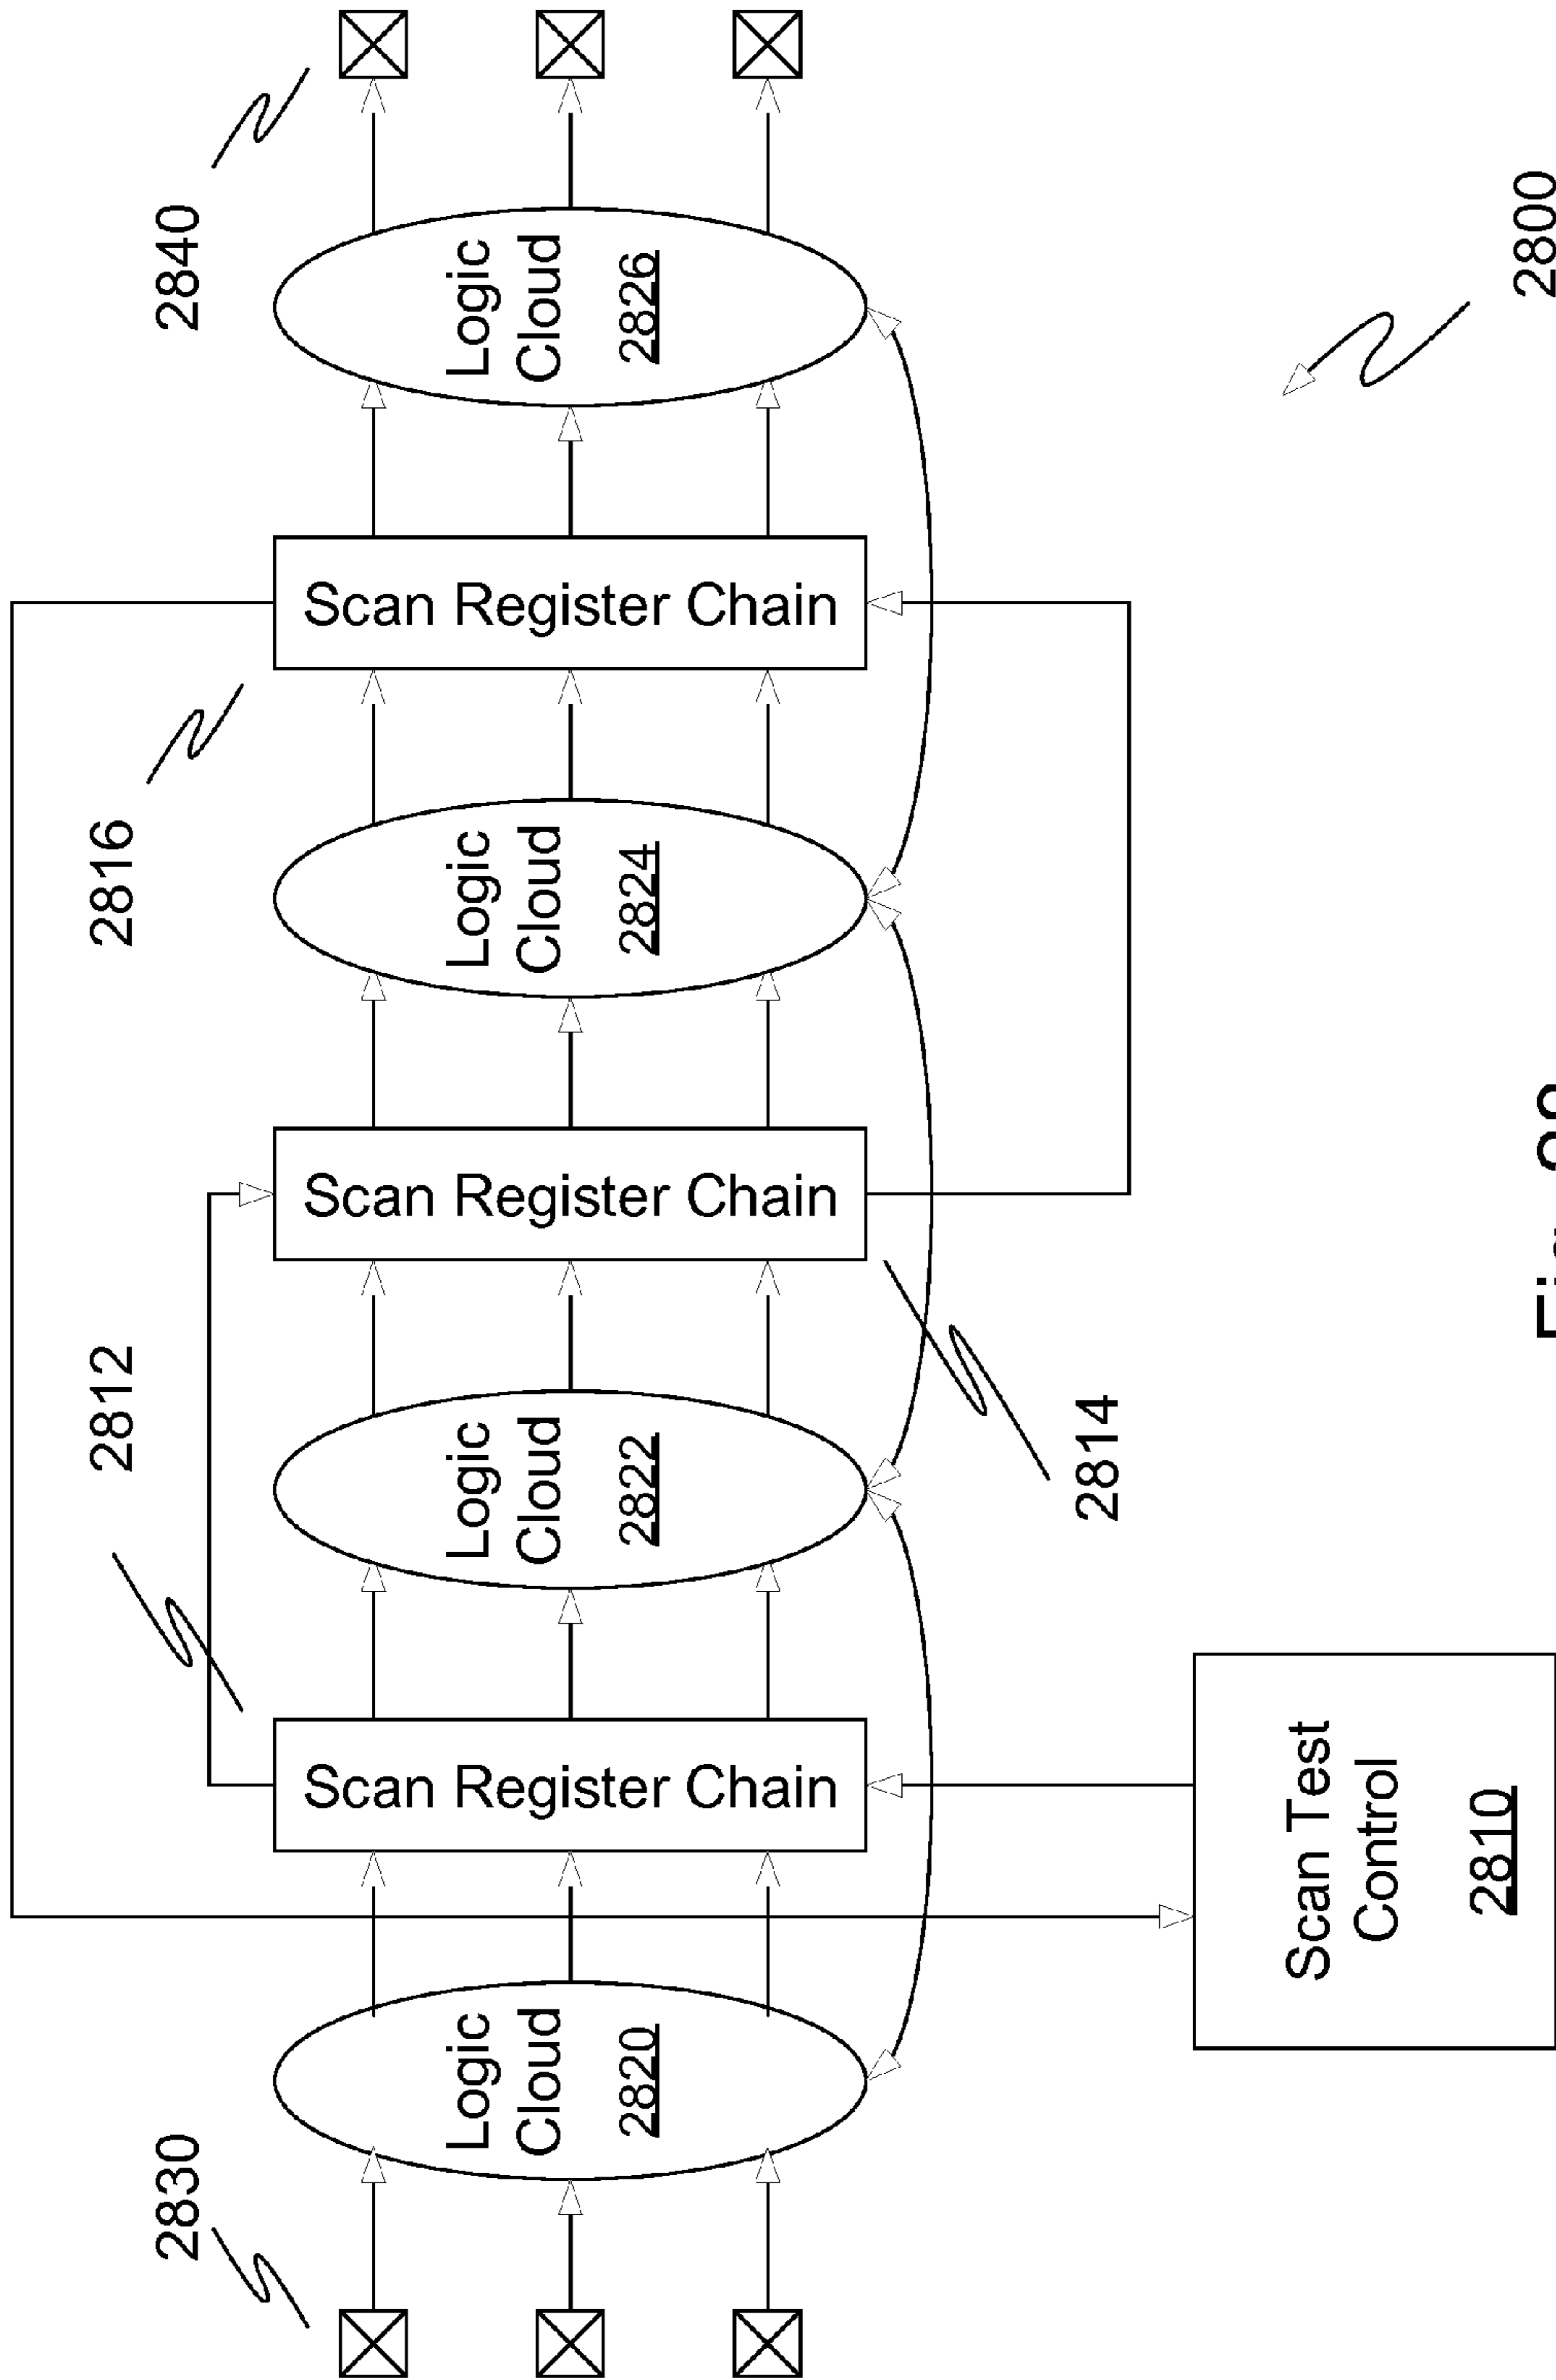 2812
2816
2830
2840
Logic
Cloud
2820
Scan Register Chain
Logic
Cloud
2822
Scan Register Chain
Logic
Cloud
2824
Scan Register Chain
Logic
Cloud
2826
2814
Scan Test
Control
2810
2800